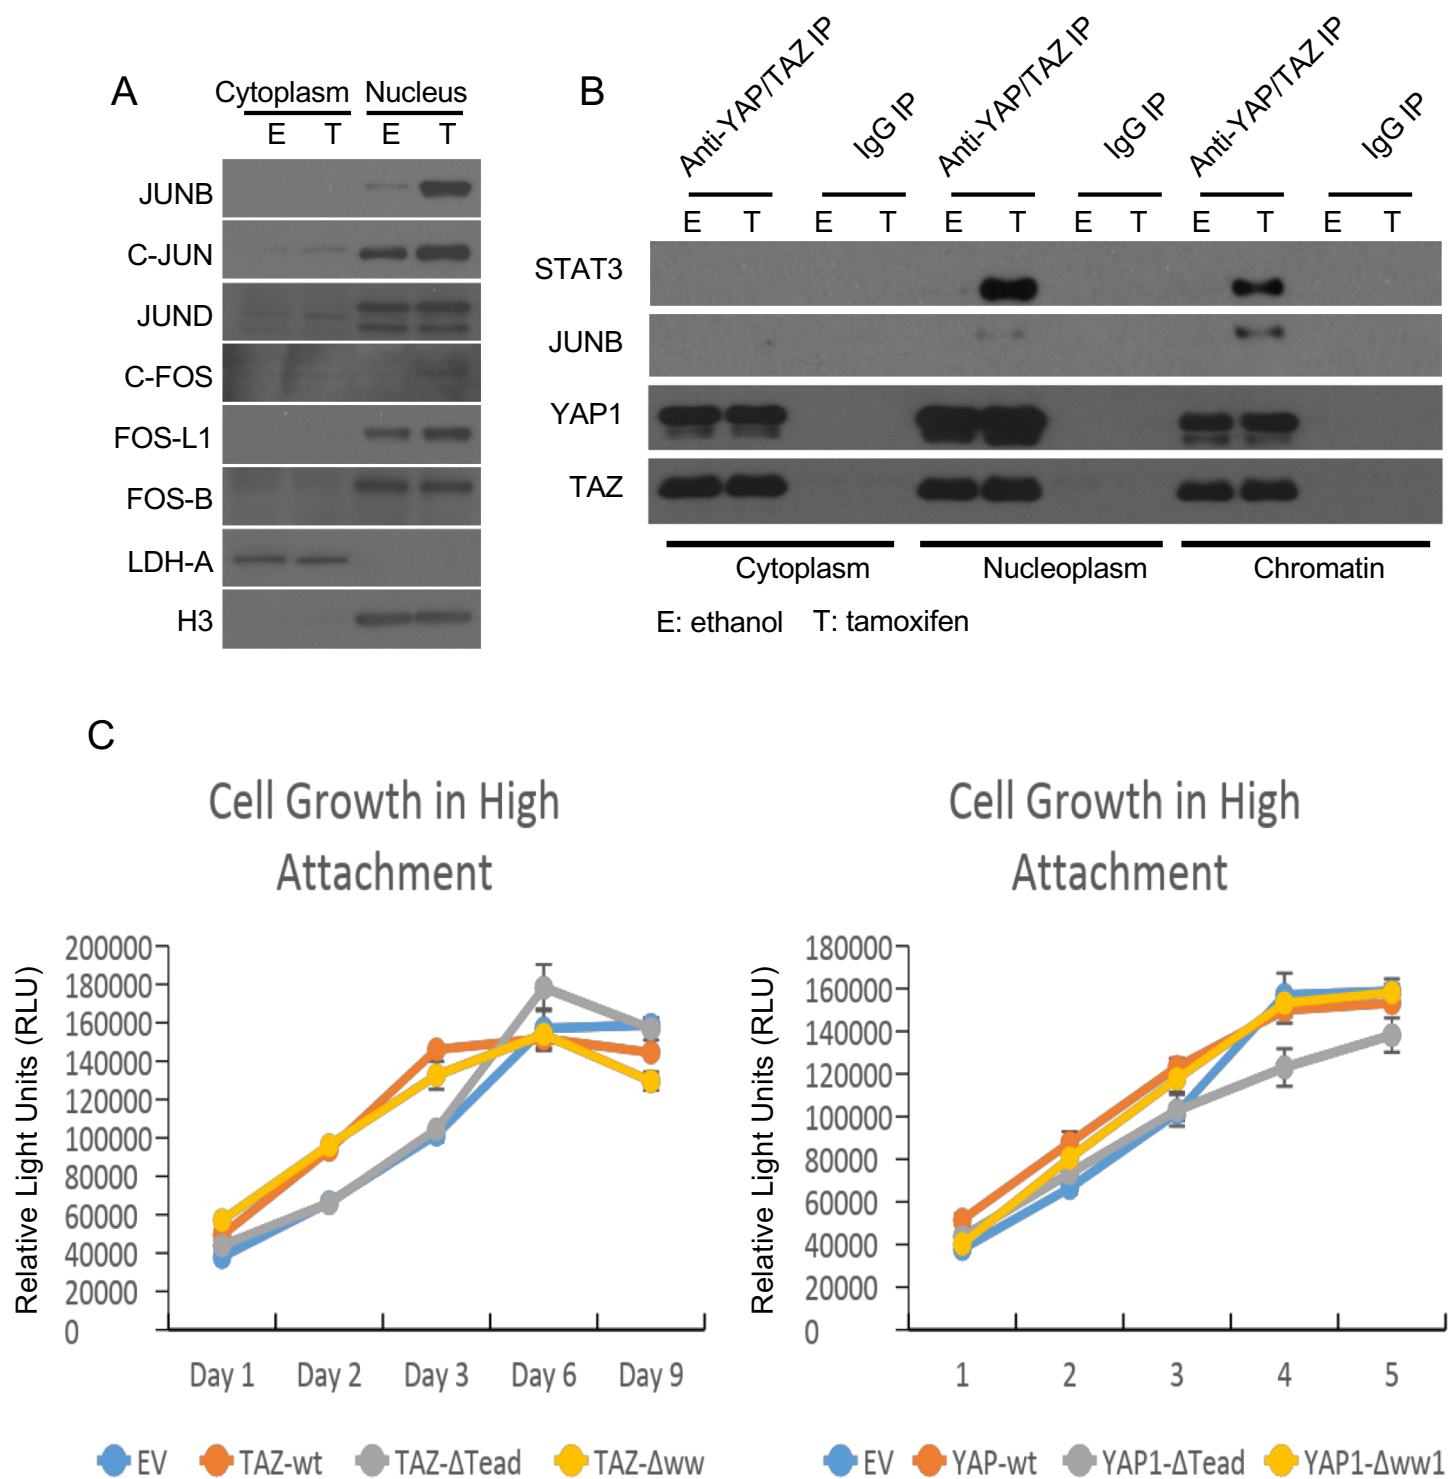 A
Cytoplasm Nucleus
E T E T
JUNB
C-JUN
JUND
C-FOS
FOS-L1
FOS-B
LDH-A
H3
B
Anti-YAP/TAZ IP IgG IP Anti-YAP/TAZ IP IgG IP Anti-YAP/TAZ IP IgG IP
E T E T E T E T E T E T
STAT3
JUNB
YAP1
TAZ
Cytoplasm Nucleoplasm Chromatin
E: ethanol T: tamoxifen
C
Cell Growth in High
Attachment
Relative Light Units (RLU)
200000
180000
160000
140000
120000
100000
80000
60000
40000
20000
0
Day 1 Day 2 Day 3 Day 6 Day 9
EV TAZ-wt TAZ-ΔTead TAZ-Δww
Cell Growth in High
Attachment
Relative Light Units (RLU)
180000
160000
140000
120000
100000
80000
60000
40000
20000
0
1 2 3 4 5
EV YAP-wt YAP1-ΔTead YAP1-Δww1